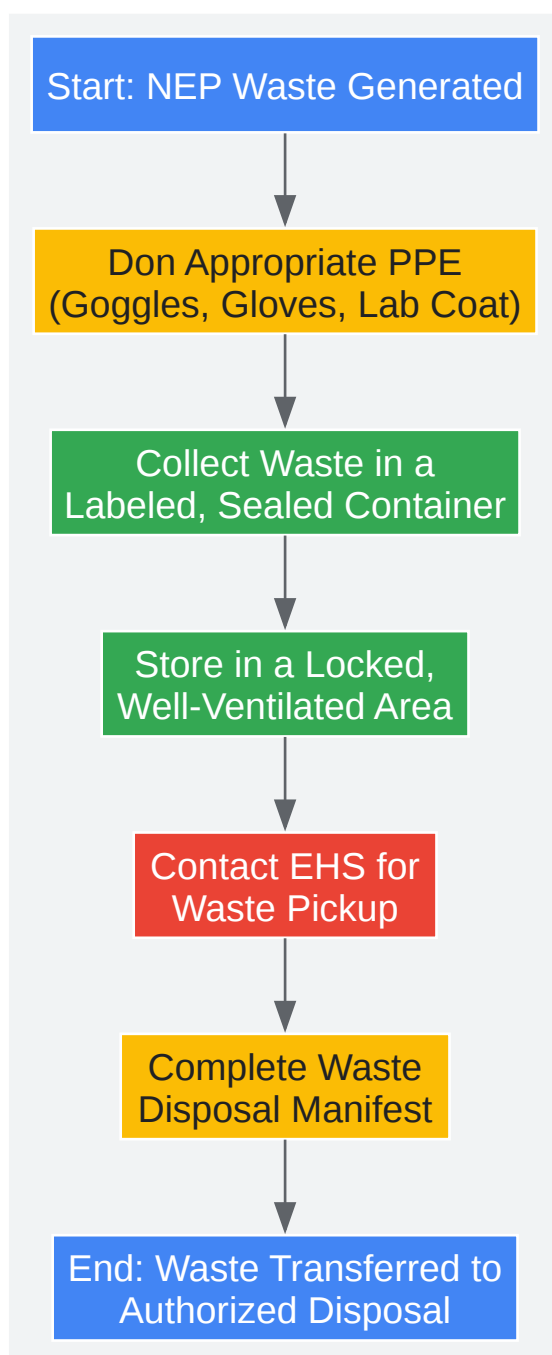 Start: NEP Waste Generated
Don Appropriate PPE
(Goggles, Gloves, Lab Coat)
Collect Waste in a
Labeled, Sealed Container
Store in a Locked,
Well-Ventilated Area
Contact EHS for
Waste Pickup
Complete Waste
Disposal Manifest
End: Waste Transferred to
Authorized Disposal